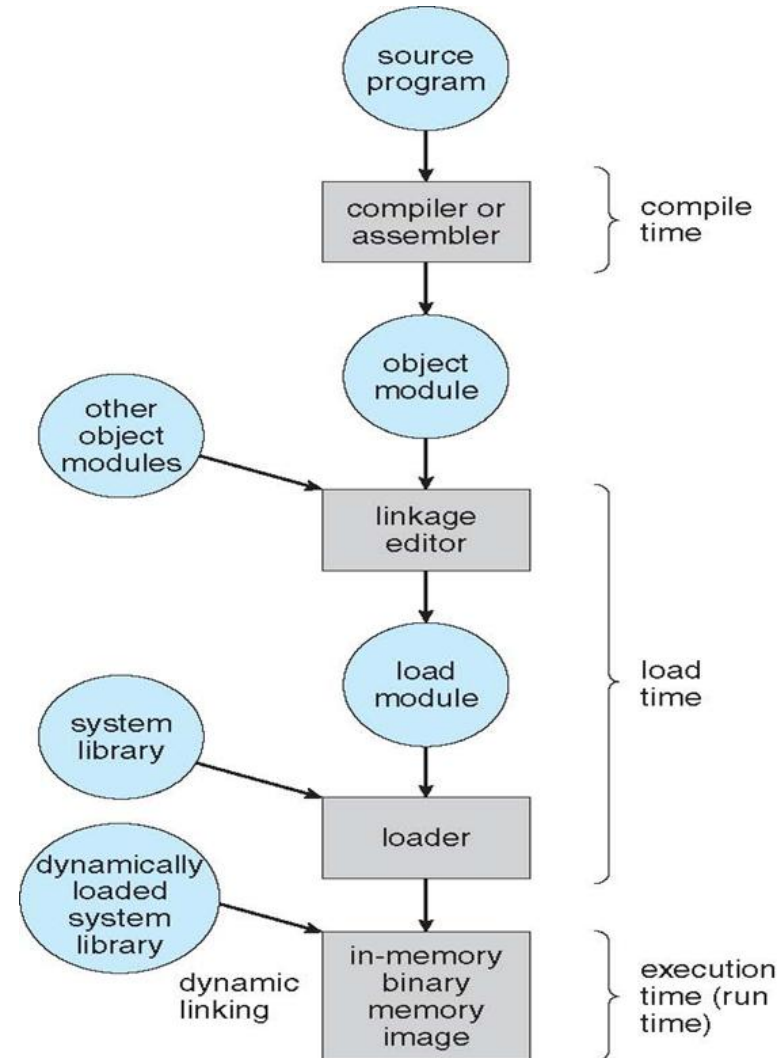 source
program
compiler or
assembler
compile
time
object
module
other
object
modules
linkage
editor
load
module
load
time
system
library
loader
dynamically
loaded
system
library
dynamic
linking
in-memory
binary
memory
image
execution
time (run
time)